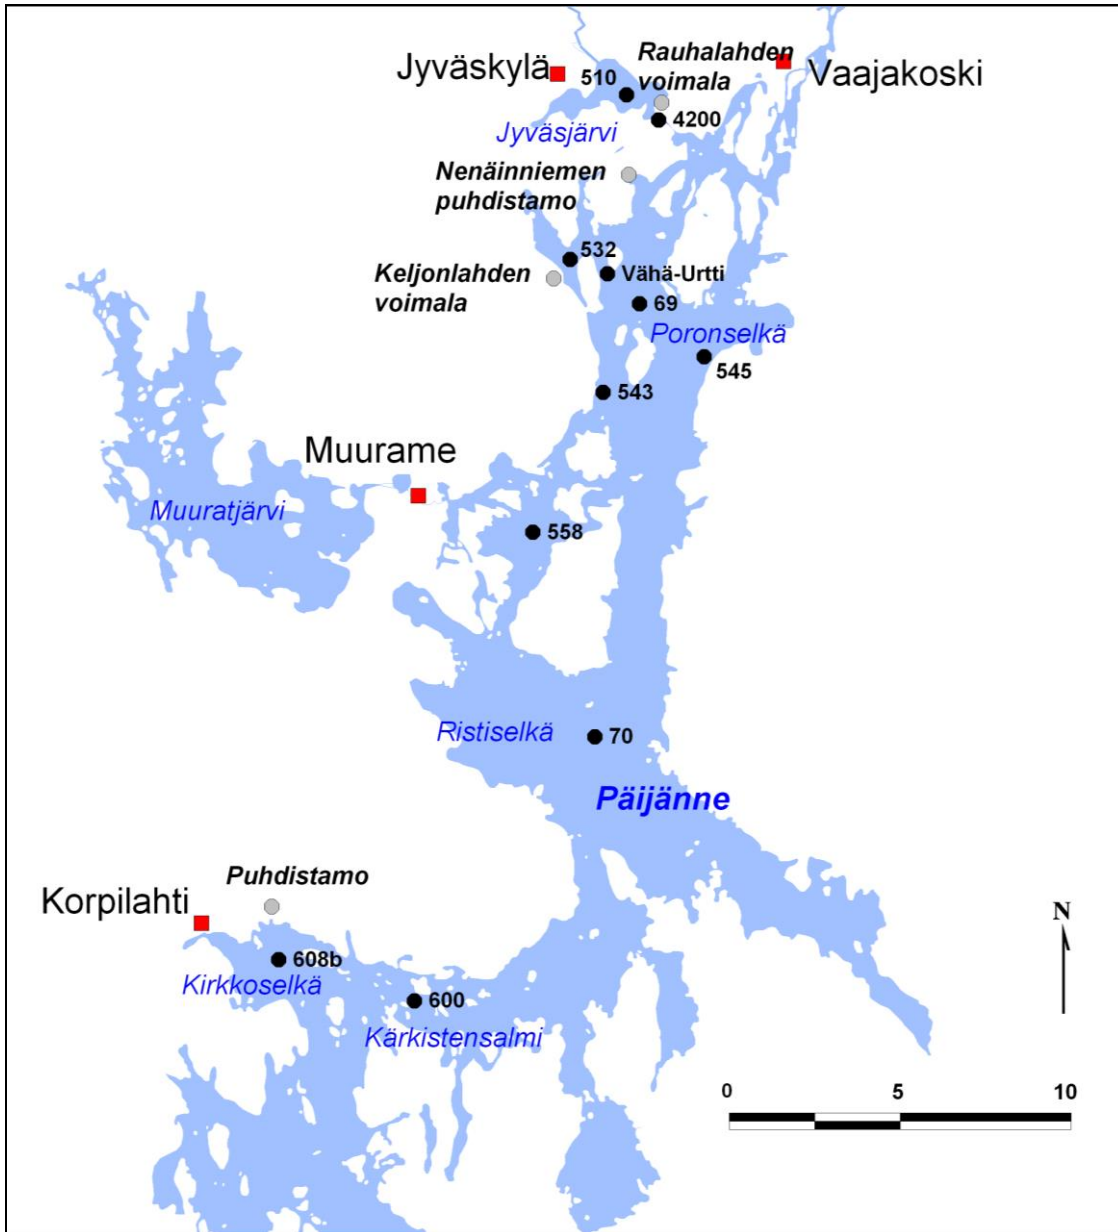 Rauhalahden
voimala
Jyväskylä
510
Vaajakoski
4200
Jyväsjärvi
Nenäinniemen
puhdistamo
532
Vähä-Urtti
Keljonlahden
voimala
69
Poronselkä
545
543
Muurame
Muuratjärvi
558
Ristiselkä
70
Päijänne
Puhdistamo
Korpilahti
N
608b
Kirkkoselkä
600
Kärkistensalmi
0 5 10